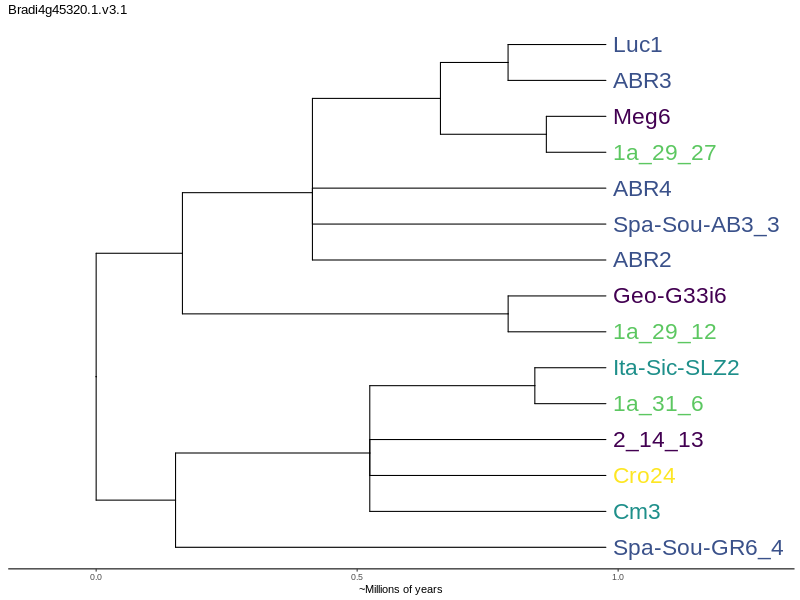 Bradi4g45320.1.v3.1
Luc1
ABR3
Meg6
1a_29_27
ABR4
Spa-Sou-AB3_3
ABR2
Geo-G33i6
1a_29_12
Ita-Sic-SLZ2
1a_31_6
2_14_13
Cro24
Cm3
Spa-Sou-GR6_4
0.0 0.5 1.0
~Millions of years